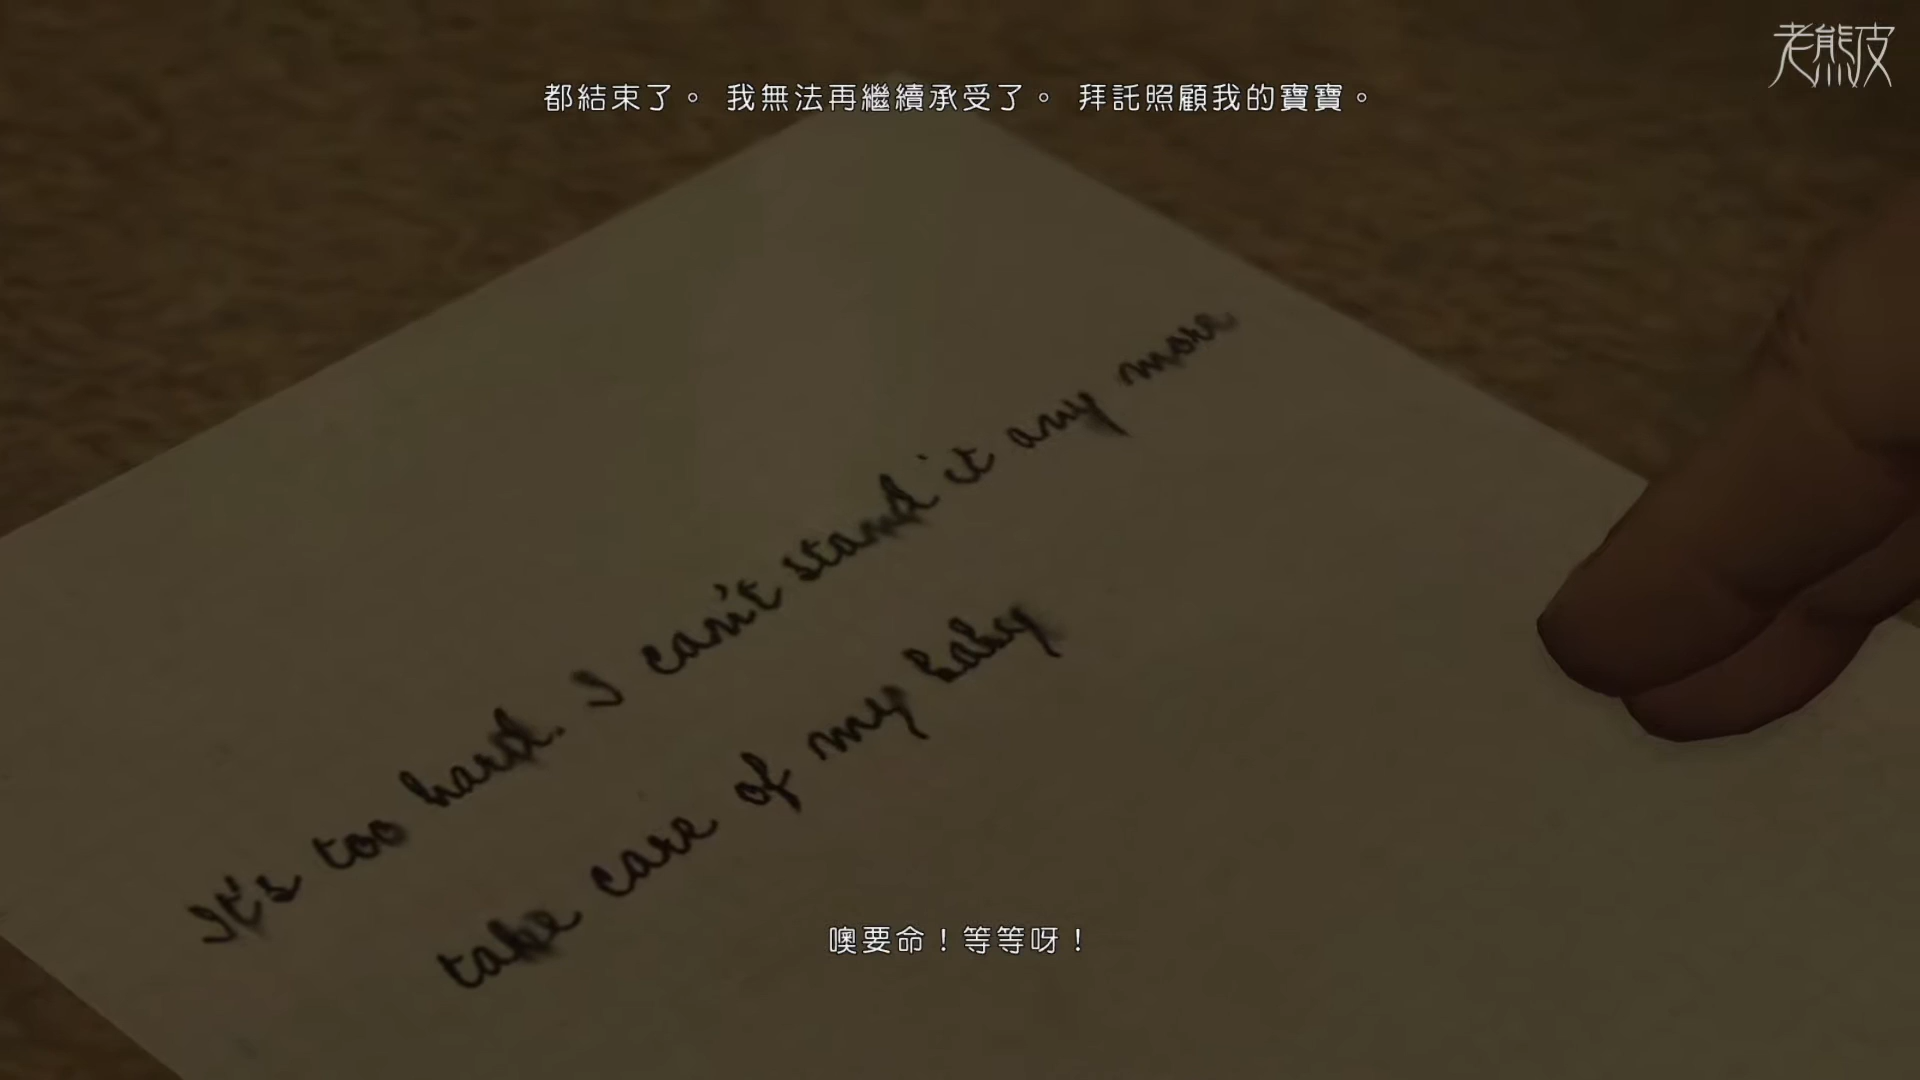 老熊皮
都結束了。 我無法再繼續承受了。 拜託照顧我的寶寶。
It's too hard. I can't stand it any more
take care of my baby
噢要命！等等呀！